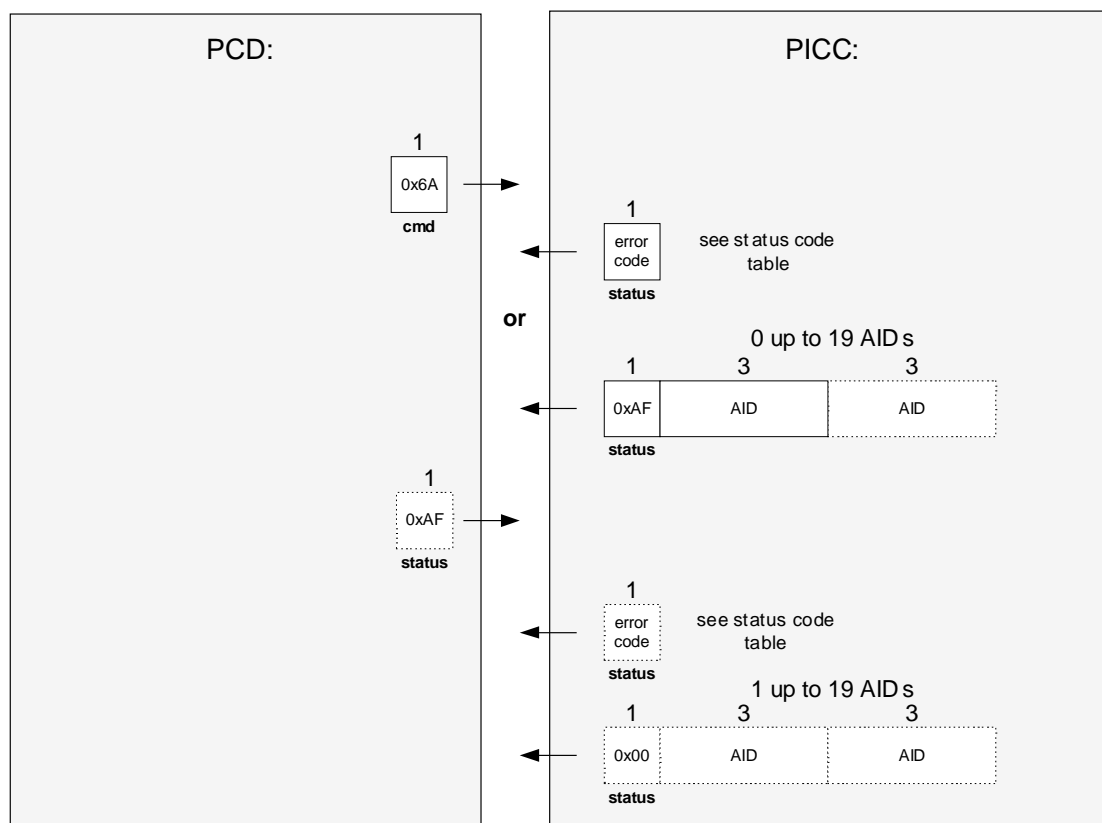 PCD:
PICC:
1
0x6A
cmd
1
error
code
status
see status code
table
or
0 up to 19 AIDs
1
3
3
0xAF
AID
AID
status
1
0xAF
status
1
error
code
status
see status code
table
1 up to 19 AIDs
1
3
3
0x00
AID
AID
status